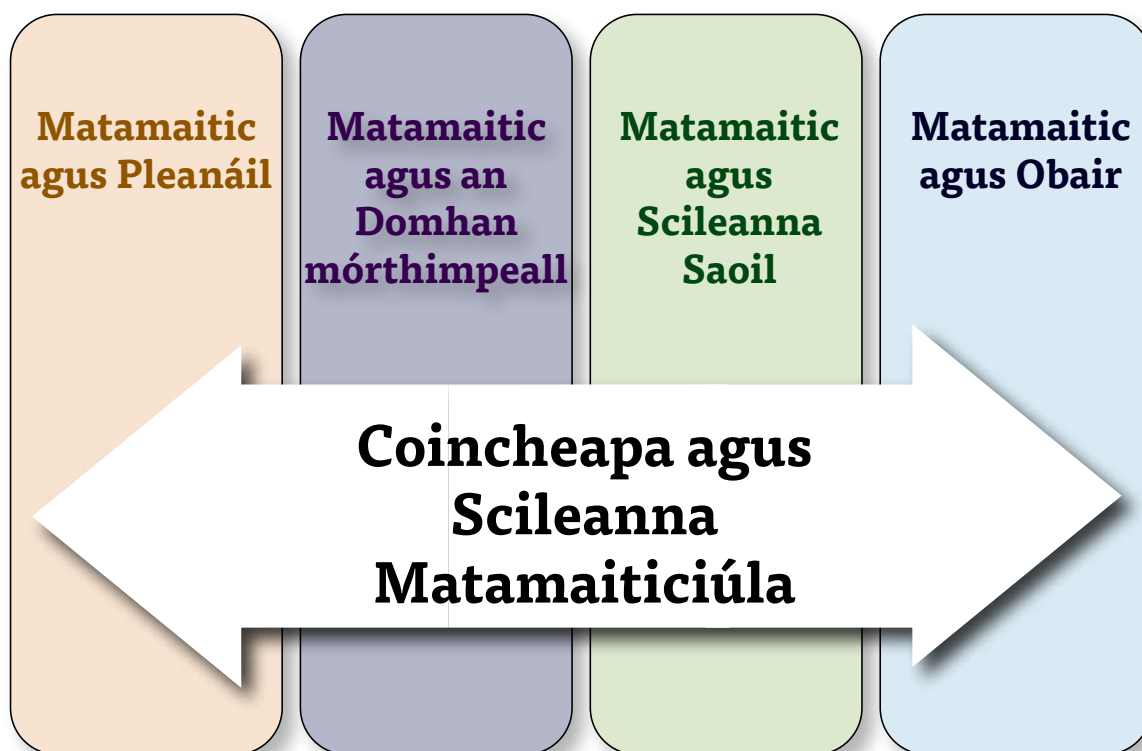 Matamaitic
agus Pleanáil
Matamaitic
agus an
Domhan
mórthimpeall
Matamaitic
agus
Scileanna
Saoil
Matamaitic
agus Obair
Coincheapa agus
Scileanna
Matamaiticiúla